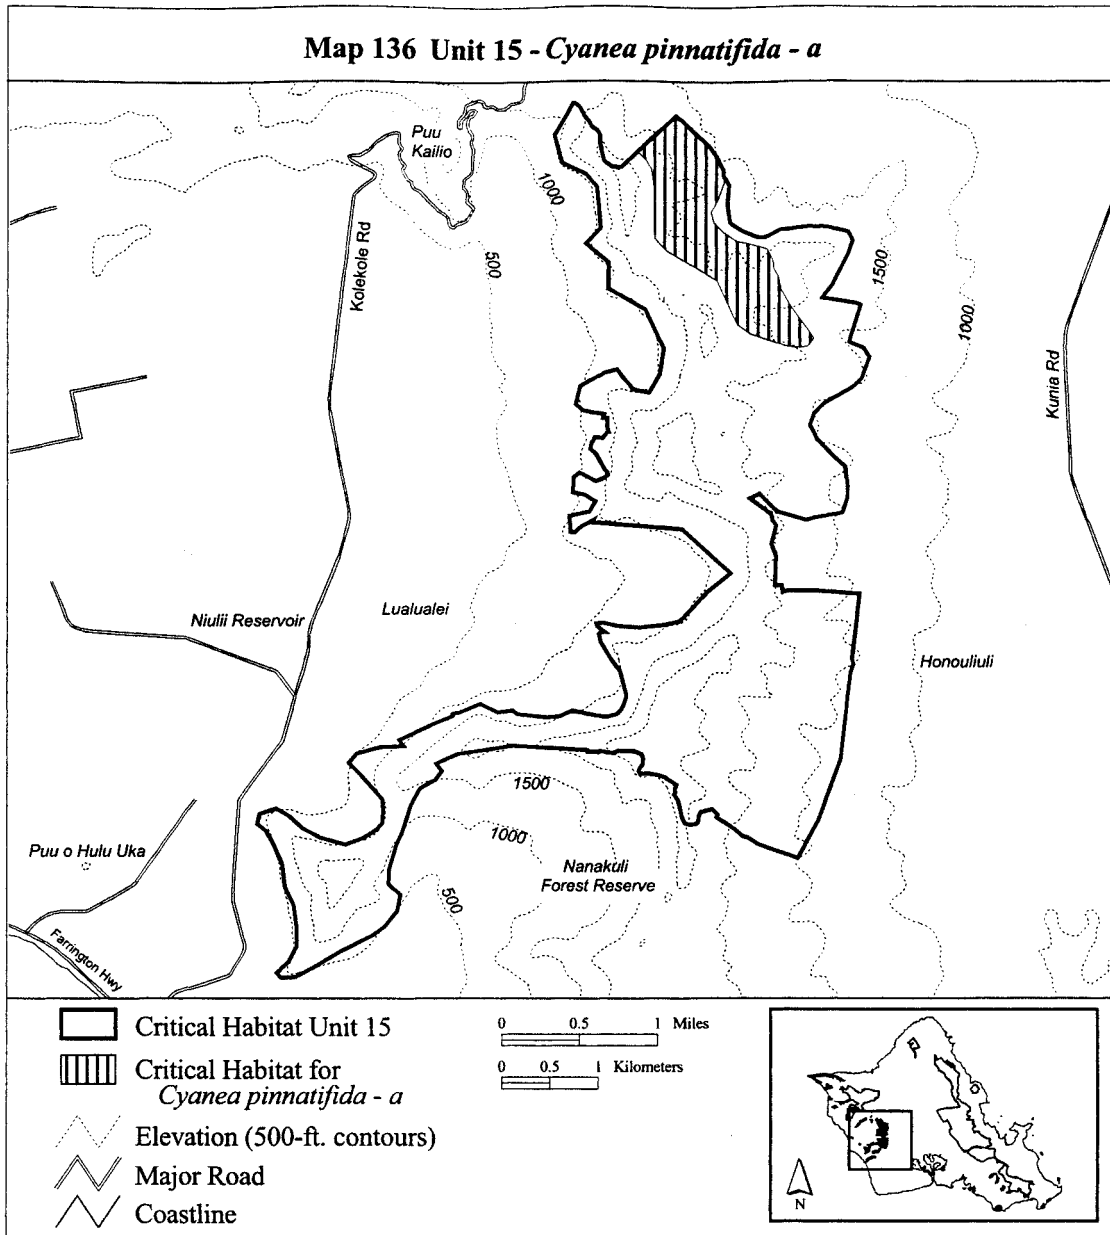 Map 136 Unit 15 - Cyanea pinnatifida - a
Puu
Kailio
1000
Kolekole Rd
500
1500
1000
Kunia Rd
Niulii Reservoir
Lualualei
Honouliuli
1500
1000
Puu o Hulu Uka
Nanakuli
Forest Reserve
500
Farrington Hwy
Critical Habitat Unit 15
Critical Habitat for
Cyanea pinnatifida - a
Elevation (500-ft. contours)
Major Road
Coastline
0 0.5 1 Miles
0 0.5 1 Kilometers
N